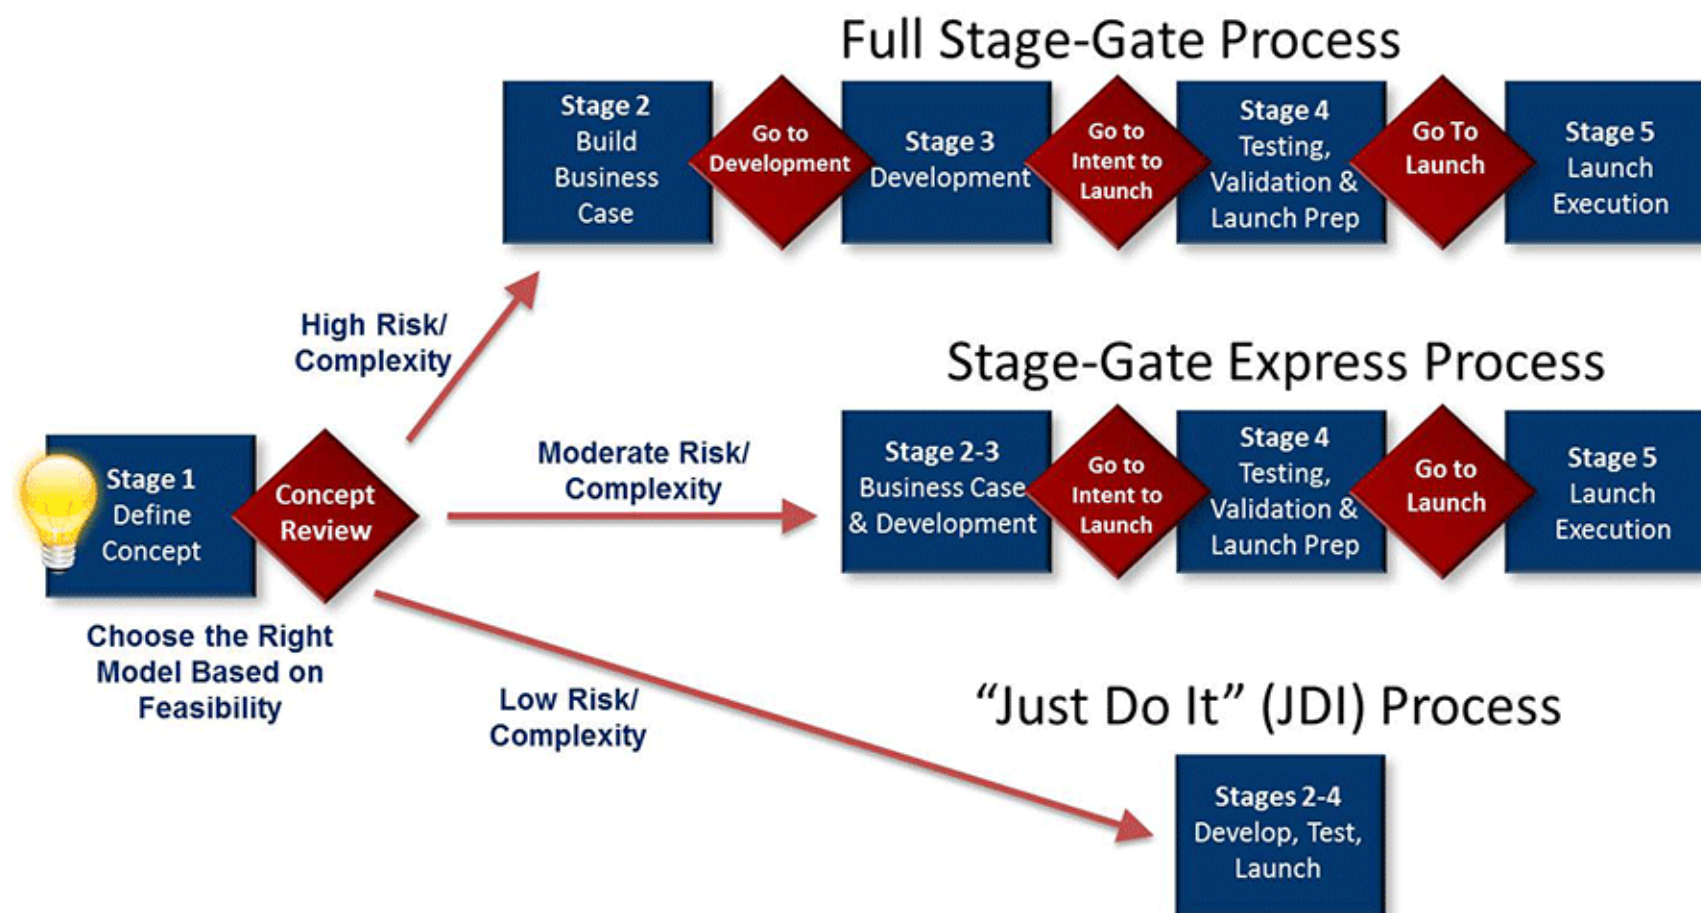 Full Stage-Gate Process
Stage 2
Build
Business
Case
Go to
Development
Stage 3
Development
Go to
Intent to
Launch
Stage 4
Testing,
Validation &
Launch Prep
Go To
Launch
Stage 5
Launch
Execution
High Risk/
Complexity
Stage-Gate Express Process
Stage 1
Define
Concept
Concept
Review
Choose the Right
Model Based on
Feasibility
Moderate Risk/
Complexity
Stage 2-3
Business Case
& Development
Go to
Intent to
Launch
Stage 4
Testing,
Validation &
Launch Prep
Go to
Launch
Stage 5
Launch
Execution
Low Risk/
Complexity
“Just Do It” (JDI) Process
Stages 2-4
Develop, Test,
Launch